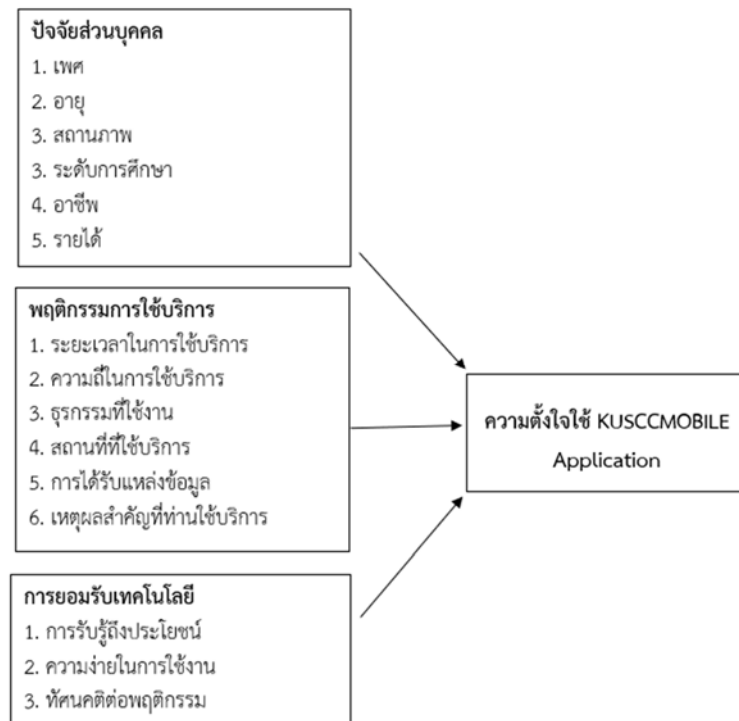 ปัจจัยส่วนบุคคล
1. เพศ
2. อายุ
3. สถานภาพ
3. ระดับการศึกษา
4. อาชีพ
5. รายได้
พฤติกรรมการใช้บริการ
1. ระยะเวลาในการใช้บริการ
2. ความถี่ในการใช้บริการ
3. ธุรกรรมที่ใช้งาน
4. สถานที่ที่ใช้บริการ
5. การได้รับแหล่งข้อมูล
6. เหตุผลสำคัญที่ท่านใช้บริการ
การยอมรับเทคโนโลยี
1. การรับรู้ถึงประโยชน์
2. ความง่ายในการใช้งาน
3. ทัศนคติต่อพฤติกรรม
ความตั้งใจใช้ KUSCCMOBILE
Application